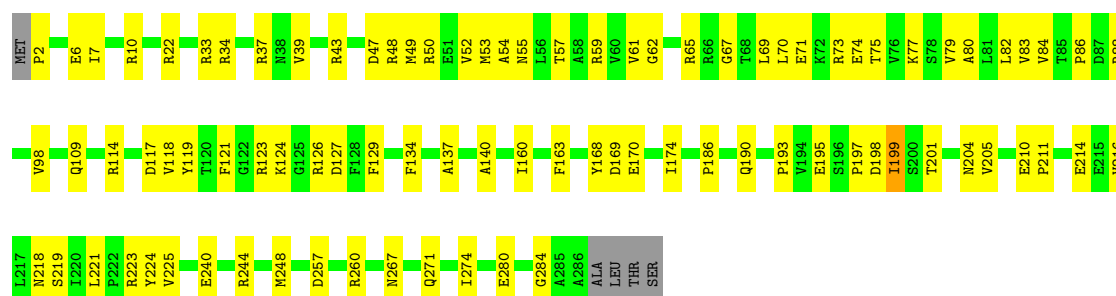 MET P2 E6 I7 R10 R22 R33 R34 R37 N38 V39 R43 D47 R48 M49 R50 E51 V52 M53 A54 N55 L56 T57 A58 R59 V60 V61 G62 R65 R66 G67 T68 L69 L70 E71 K72 R73 E74 T75 V76 K77 S78 V79 A80 L81 L82 V83 V84 T85 P86 D87
V98 Q109 R114 D117 V118 Y119 T120 F121 G122 R123 K124 G125 R126 D127 F128 F129 F134 A137 A140 I160 F163 Y168 D169 E170 I174 P186 Q190 P193 V194 E195 S196 P197 D198 I199 S200 T201 N204 V205 E210 P211 E214 E215
L217 N218 S219 I220 L221 P222 R223 Y224 V225 E240 R244 M248 D257 R260 N267 Q271 I274 E280 G284 A285 A286 ALA LEU THR SER